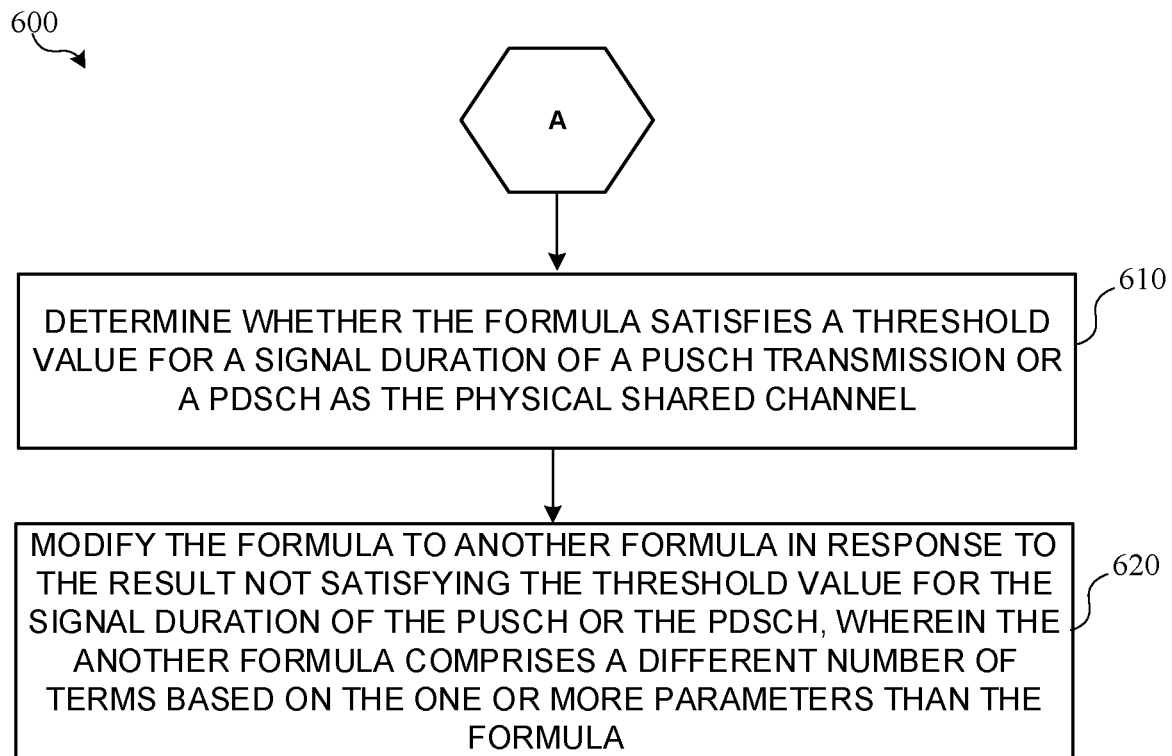 600
A
610
DETERMINE WHETHER THE FORMULA SATISFIES A THRESHOLD
VALUE FOR A SIGNAL DURATION OF A PUSCH TRANSMISSION OR
A PDSCH AS THE PHYSICAL SHARED CHANNEL
620
MODIFY THE FORMULA TO ANOTHER FORMULA IN RESPONSE TO
THE RESULT NOT SATISFYING THE THRESHOLD VALUE FOR THE
SIGNAL DURATION OF THE PUSCH OR THE PDSCH, WHEREIN THE
ANOTHER FORMULA COMPRISES A DIFFERENT NUMBER OF
TERMS BASED ON THE ONE OR MORE PARAMETERS THAN THE
FORMULA